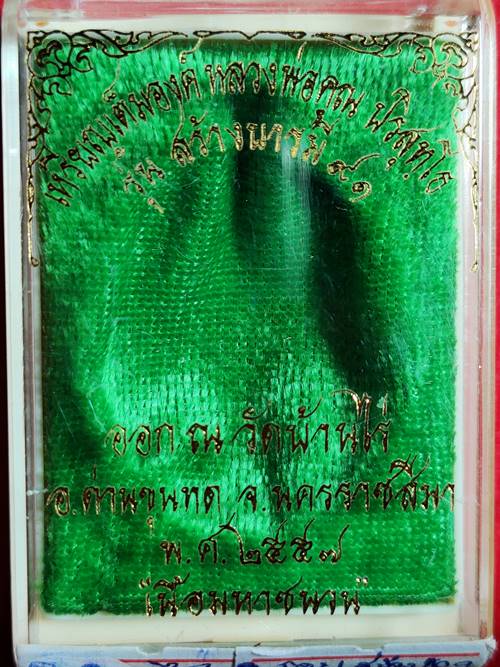 เหรียญเต็มองค์ หลวงพ่อคูณ ปริสุทฺโธ
รุ่น สร้างบารมี ๙๑
ออก ณ วัดบ้านไร่
อ.ด่านขุนทด จ.นครราชสีมา
พ.ศ. ๒๕๕๗
"เนื้อมหาชนวน"